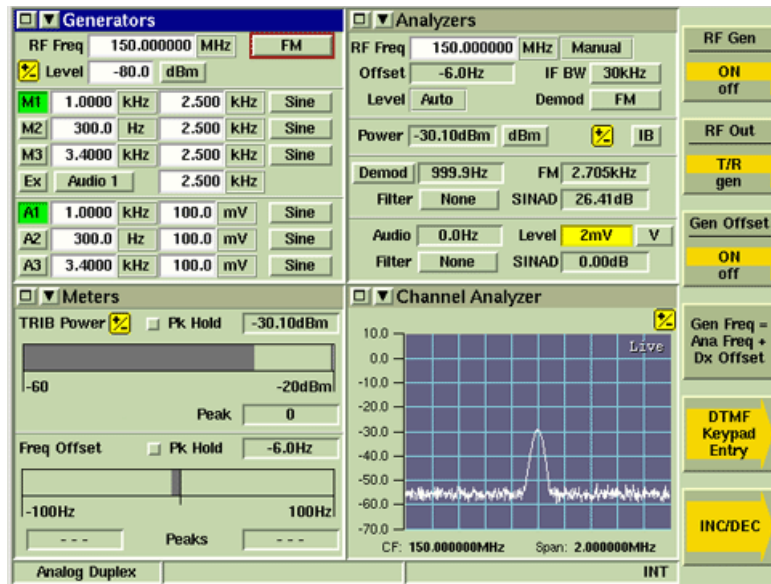 Generators
RF Freq 150.000000 MHz FM
Level -80.0 dBm
M1 1.0000 kHz 2.500 kHz Sine
M2 300.0 Hz 2.500 kHz Sine
M3 3.4000 kHz 2.500 kHz Sine
Ex Audio 1 2.500 kHz
A1 1.0000 kHz 100.0 mV Sine
A2 300.0 Hz 100.0 mV Sine
A3 3.4000 kHz 100.0 mV Sine
Analyzers
RF Freq 150.000000 MHz Manual
Offset -6.0Hz IF BW 30kHz
Level Auto Demod FM
Power -30.10dBm dBm IB
Demod 999.9Hz FM 2.705kHz
Filter None SINAD 26.41dB
Audio 0.0Hz Level 2mV V
Filter None SINAD 0.00dB
Meters
TRIB Power Pk Hold -30.10dBm
-60 -20dBm
Peak 0
Freq Offset Pk Hold -6.0Hz
-100Hz 100Hz
- - - Peaks - - -
Channel Analyzer
Live
10.0
0.0
-10.0
-20.0
-30.0
-40.0
-50.0
-60.0
-70.0
CF: 150.000000MHz Span: 2.000000MHz
RF Gen
ON
off
RF Out
T/R
gen
Gen Offset
ON
off
Gen Freq =
Ana Freq +
Dx Offset
DTMF
Keypad
Entry
INC/DEC
Analog Duplex INT